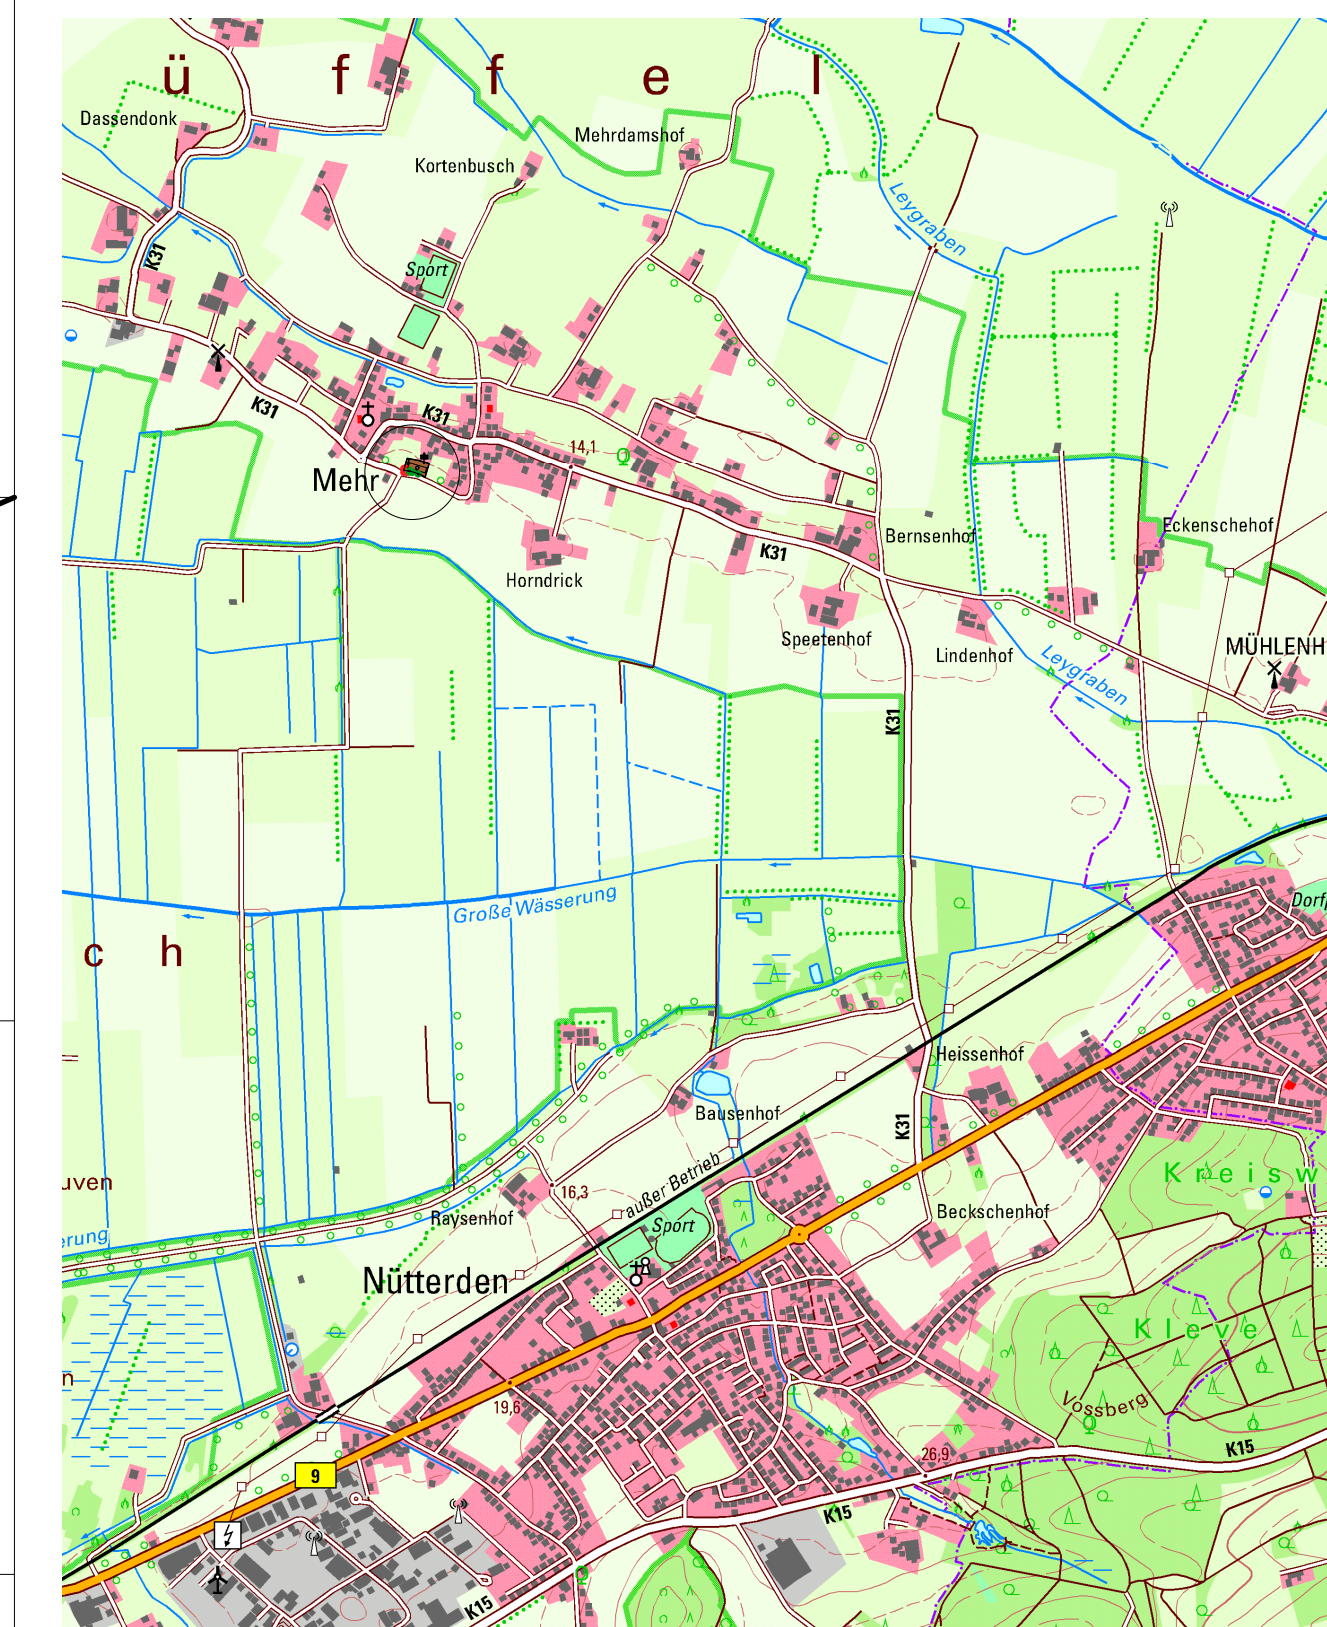 ü f f e l
Dassendonk
Mehrdamshof
Kortenbusch
Leygraben
K31
Sport
K31
K31
14,1
Mehr
Eckenschehof
Bernsenhof
K31
Horndrick
Speetenhof
Lindenhof
MÜHLENH
Leygraben
K31
Große Wässerung
Dorfp
c h
Heissenhof
Bausenhof
K31
außer Betrieb
Kreisw
uven
16,3
Raysenhof
Beckschenhof
Sport
erung
Nütterden
Kleve
n
Vossberg
19,6
26,9
K15
9
K15
K15